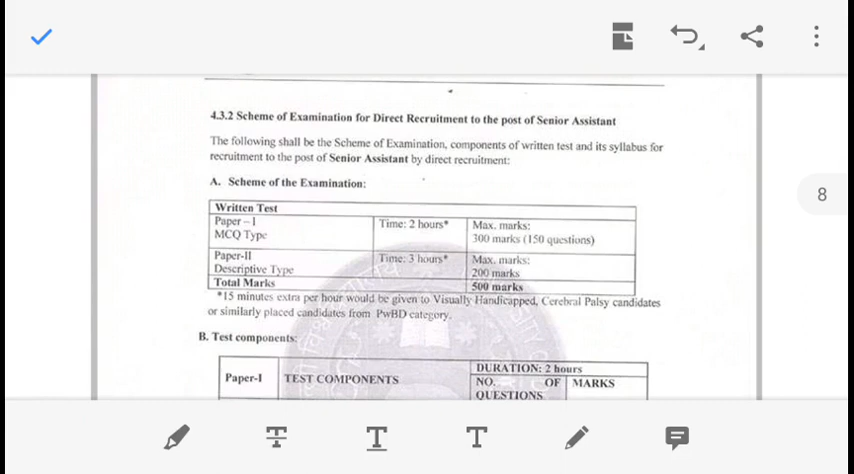 8
4.3.2 Scheme of Examination for Direct Recruitment to the post of Senior Assistant
The following shall be the Scheme of Examination, components of written test and its syllabus for
recruitment to the post of Senior Assistant by direct recruitment:
A. Scheme of the Examination:
Written Test
Paper – I
MCQ Type
Time: 2 hours*
Max. marks:
300 marks (150 questions)
Paper-II
Descriptive Type
Time: 3 hours*
Max. marks:
200 marks
Total Marks
500 marks
*15 minutes extra per hour would be given to Visually Handicapped, Cerebral Palsy candidates
or similarly placed candidates from PwBD category.
B. Test components:
Paper-I
TEST COMPONENTS
DURATION: 2 hours
NO. OF
QUESTIONS
MARKS
T
T
T